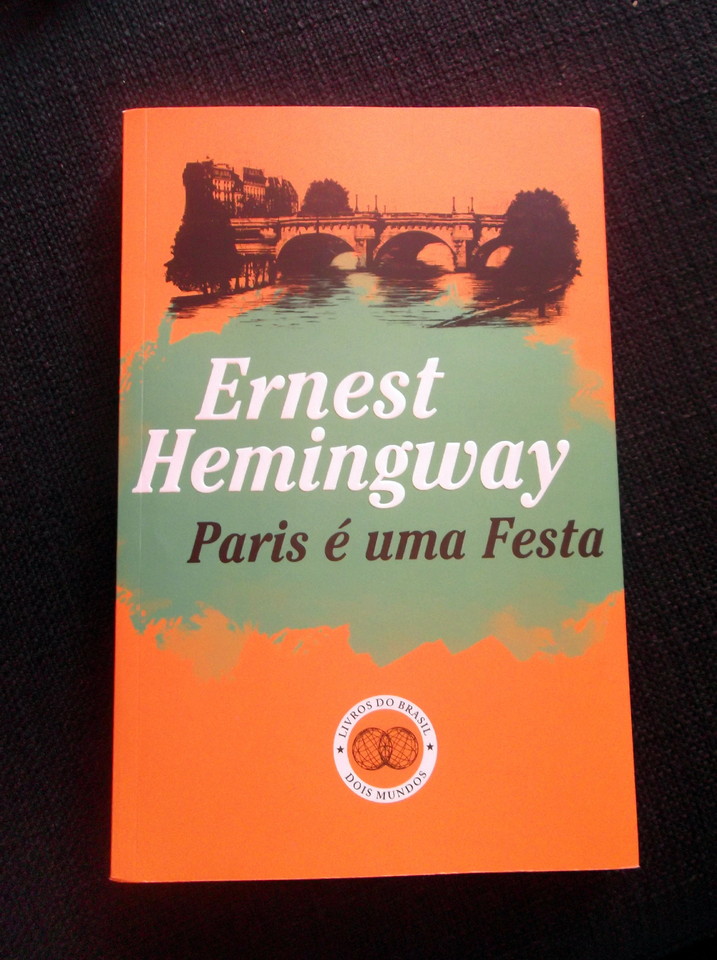 Ernest
Hemingway
Paris é uma Festa
LIVROS DO BRASIL
DOIS MUNDOS